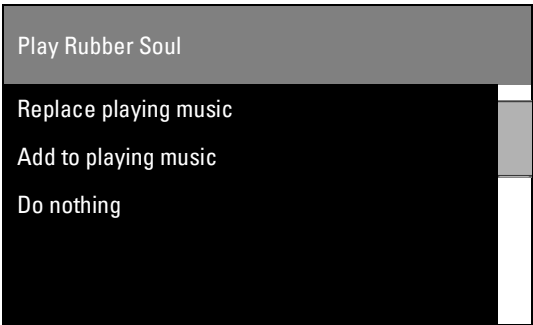 Play Rubber Soul
Replace playing music
Add to playing music
Do nothing